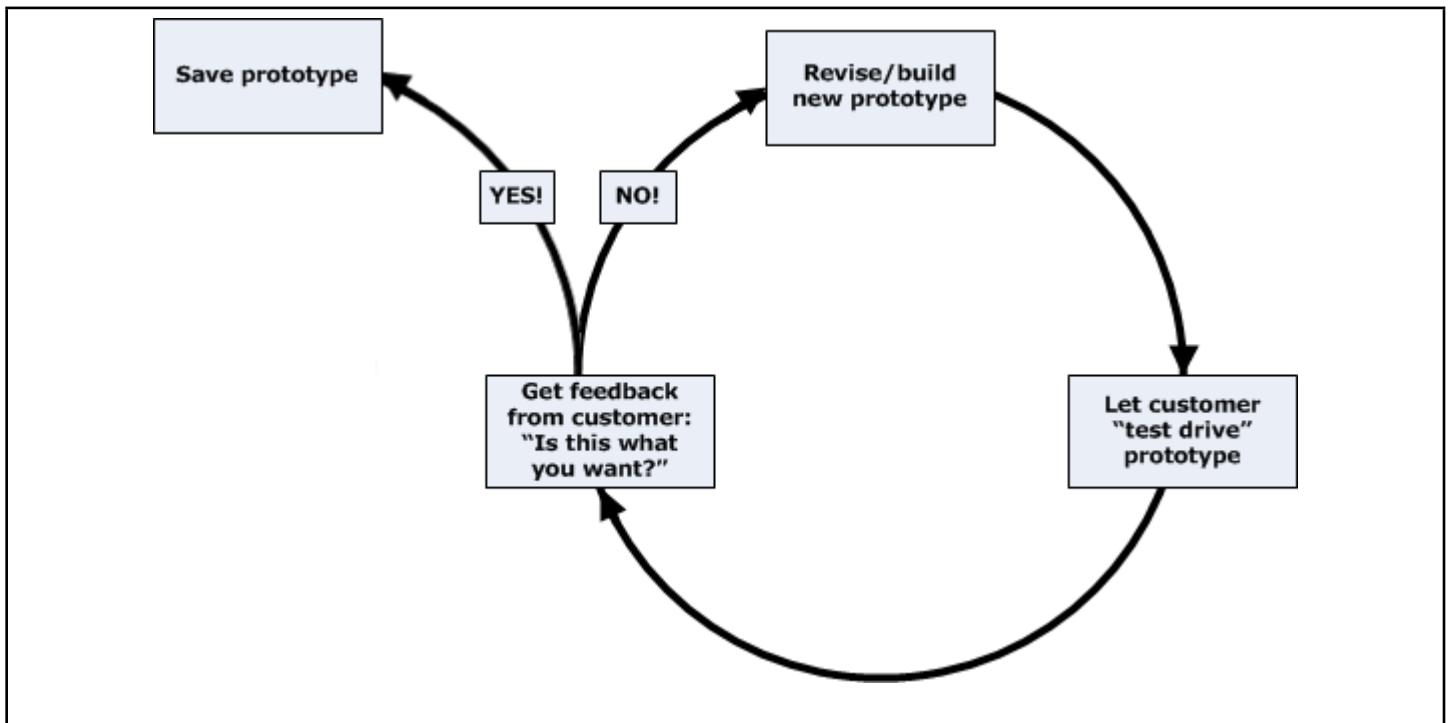 Save prototype
Revise/build
new prototype
YES!
NO!
Get feedback
from customer:
“Is this what
you want?”
Let customer
“test drive”
prototype